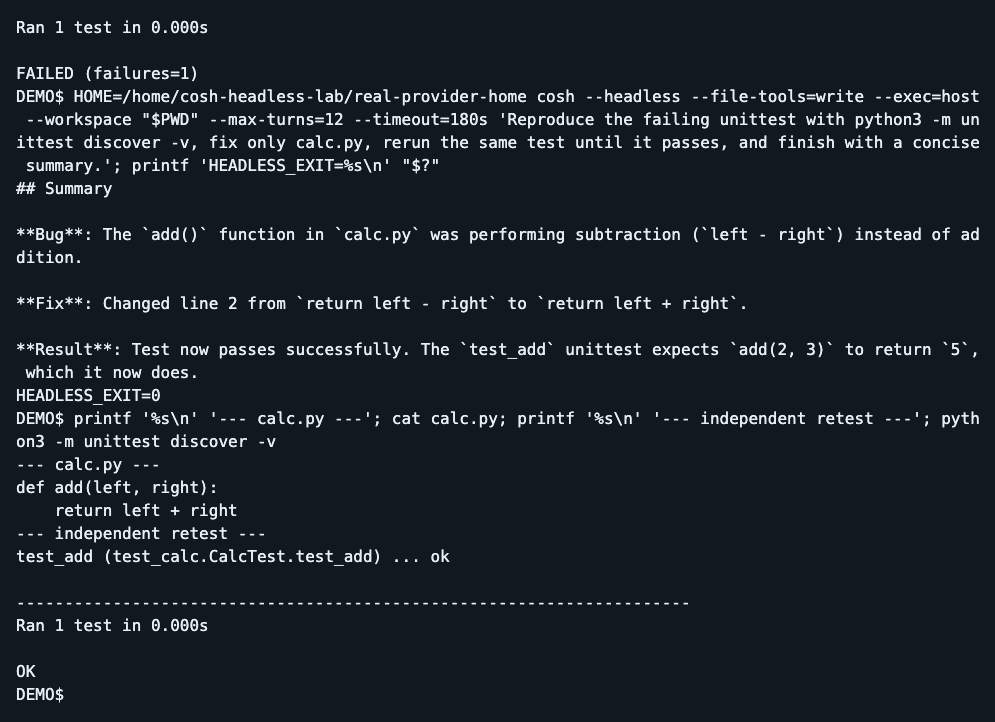 Ran 1 test in 0.000s
FAILED (failures=1)
DEMO$ HOME=/home/cosh-headless-lab/real-provider-home cosh --headless --file-tools=write --exec=host
 --workspace "$PWD" --max-turns=12 --timeout=180s 'Reproduce the failing unittest with python3 -m un
ittest discover -v, fix only calc.py, rerun the same test until it passes, and finish with a concise
 summary.'; printf 'HEADLESS_EXIT=%s\n' "$?"
## Summary
**Bug**: The `add()` function in `calc.py` was performing subtraction (`left - right`) instead of ad
dition.
**Fix**: Changed line 2 from `return left - right` to `return left + right`.
**Result**: Test now passes successfully. The `test_add` unittest expects `add(2, 3)` to return `5`,
 which it now does.
HEADLESS_EXIT=0
DEMO$ printf '%s\n' '--- calc.py ---'; cat calc.py; printf '%s\n' '--- independent retest ---'; pyth
on3 -m unittest discover -v
--- calc.py ---
def add(left, right):
    return left + right
--- independent retest ---
test_add (test_calc.CalcTest.test_add) ... ok
----------------------------------------------------------------------
Ran 1 test in 0.000s
OK
DEMO$